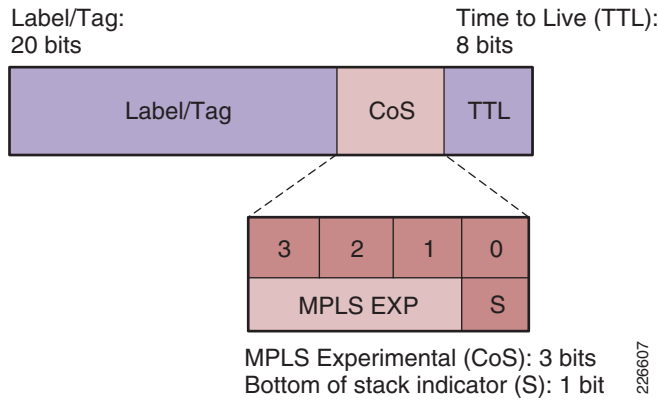 Label/Tag:
20 bits
Time to Live (TTL):
8 bits
Label/Tag
CoS
TTL
3
2
1
0
MPLS EXP
S
MPLS Experimental (CoS): 3 bits
Bottom of stack indicator (S): 1 bit
226607